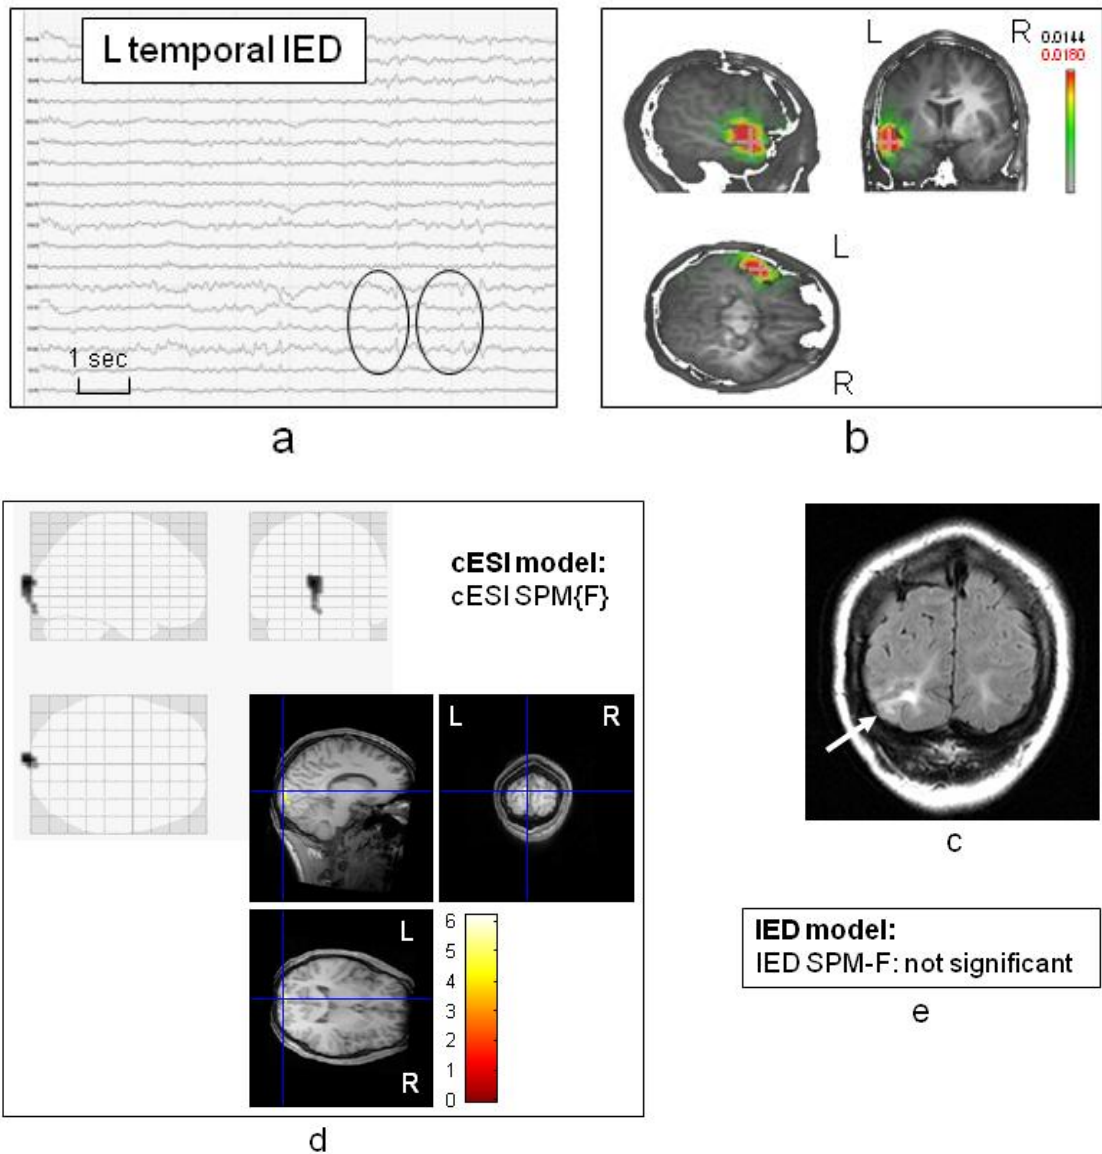 L temporal IED
1 sec
a
L
R
0.0144
0.0180
L
R
b
cESI model:
cESI SPM{F}
L
R
L
R
6
5
4
3
2
1
0
d
c
IED model:
IED SPM-F: not significant
e